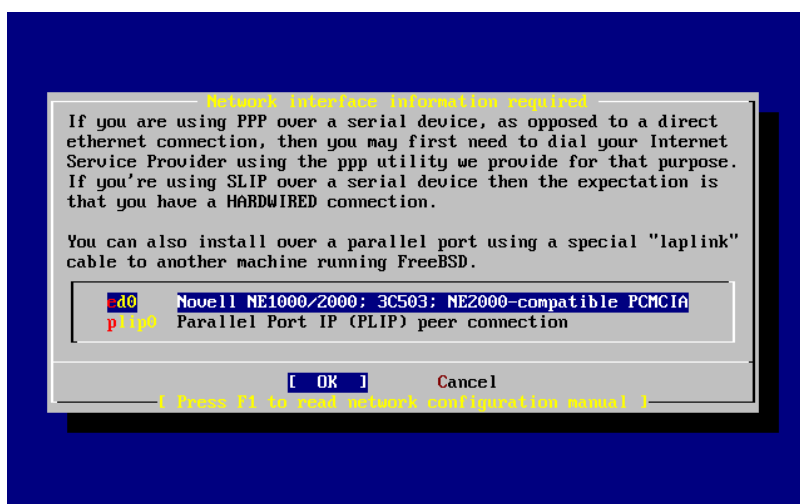 Network interface information required
If you are using PPP over a serial device, as opposed to a direct
ethernet connection, then you may first need to dial your Internet
Service Provider using the ppp utility we provide for that purpose.
If you're using SLIP over a serial device then the expectation is
that you have a HARDWIRED connection.
You can also install over a parallel port using a special "laplink"
cable to another machine running FreeBSD.
ed0 Novell NE1000/2000; 3C503; NE2000-compatible PCMCIA
plip0 Parallel Port IP (PLIP) peer connection
[ OK ] Cancel
[ Press F1 to read network configuration manual ]